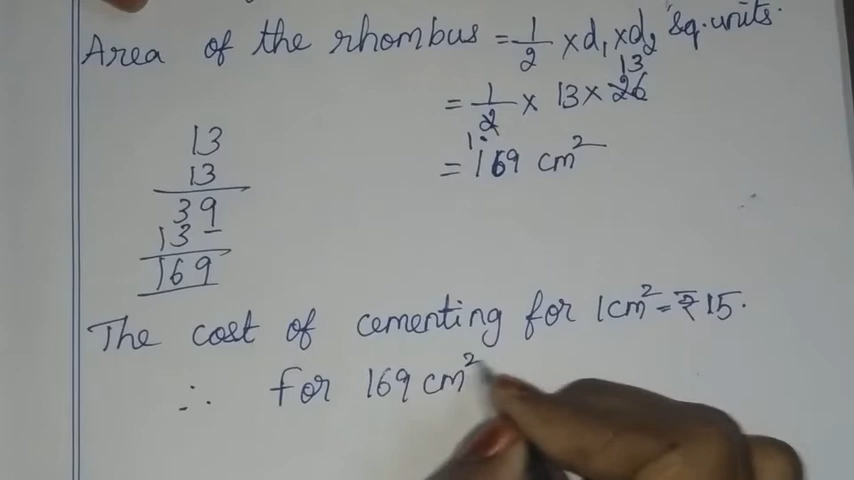 Area of the rhombus = 1/2 × d₁ × d₂ sq. units.
= 1/2 × 13 × 26 13
1
= 169 cm²
13
13
39
13 –
169
The cost of cementing for 1cm² = ₹ 15.
∴ for 169 cm²